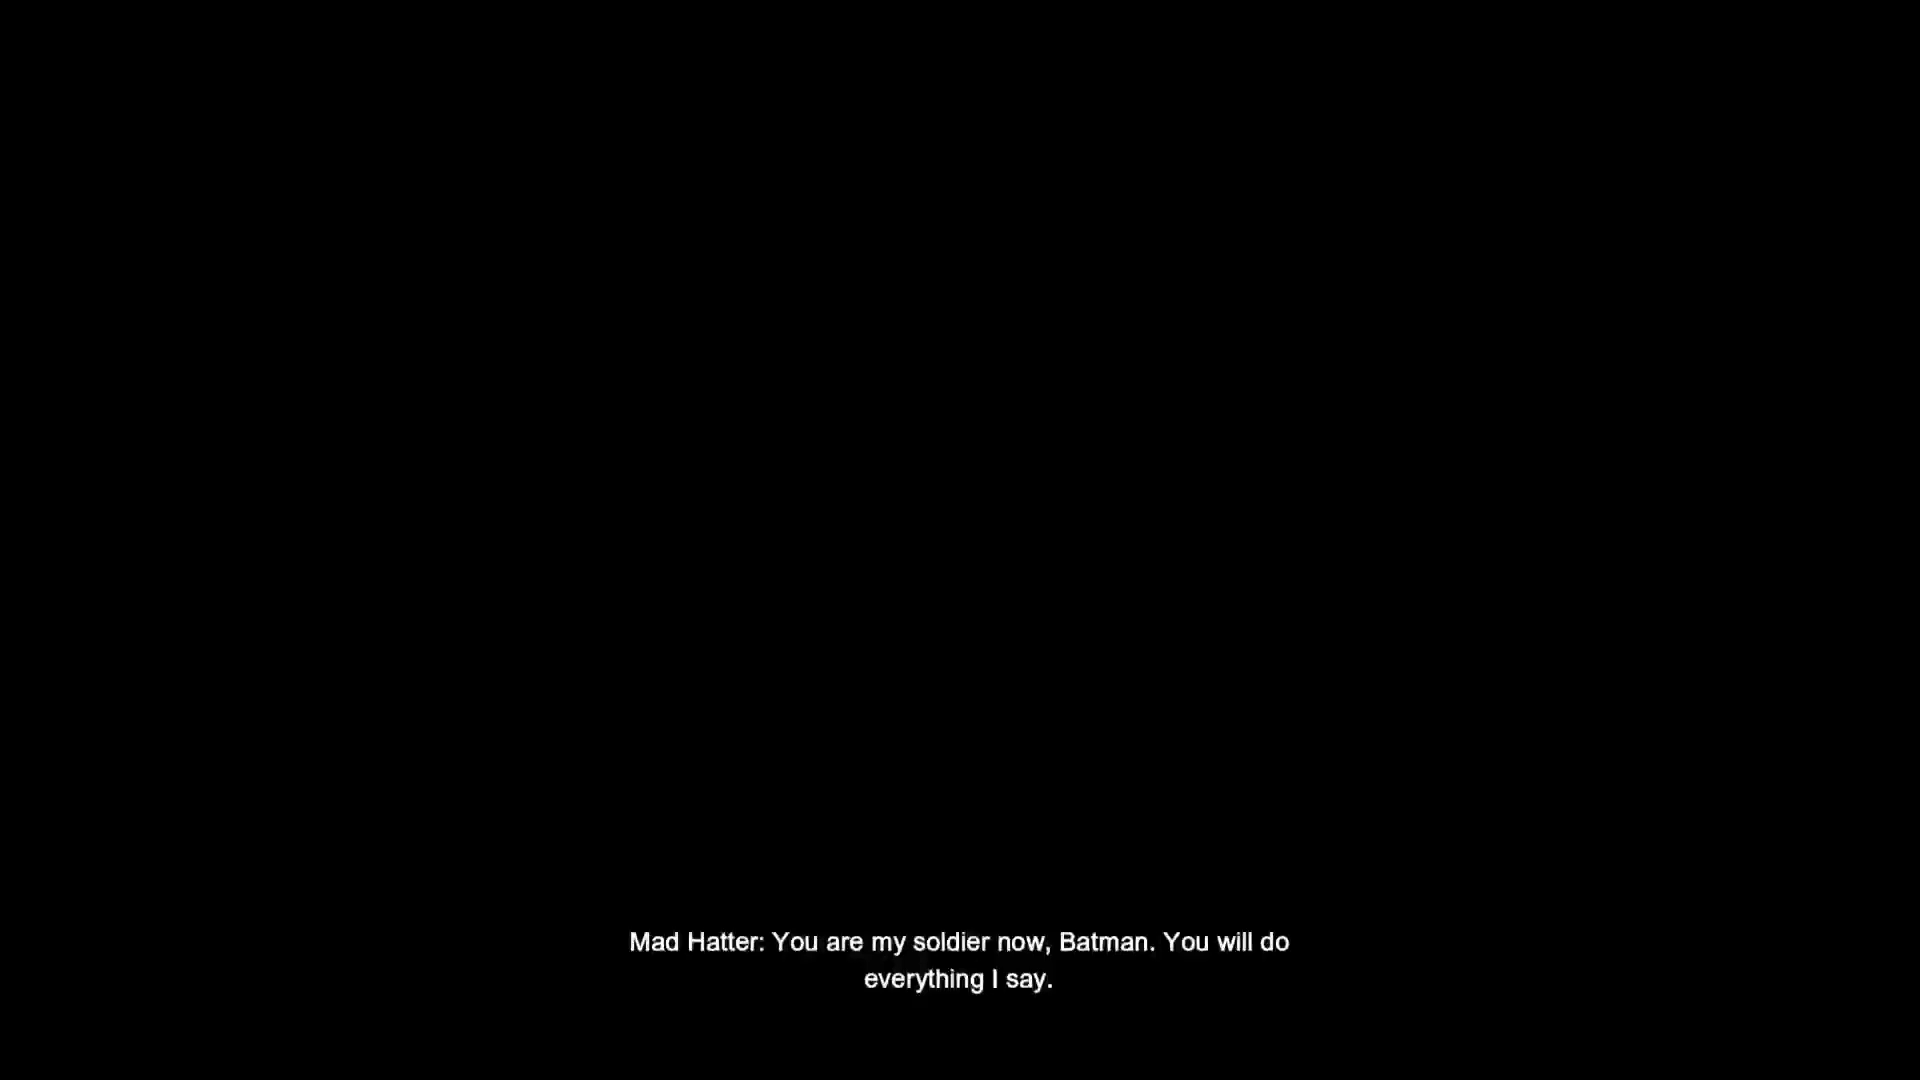 Mad Hatter: You are my soldier now, Batman. You will do
everything I say.